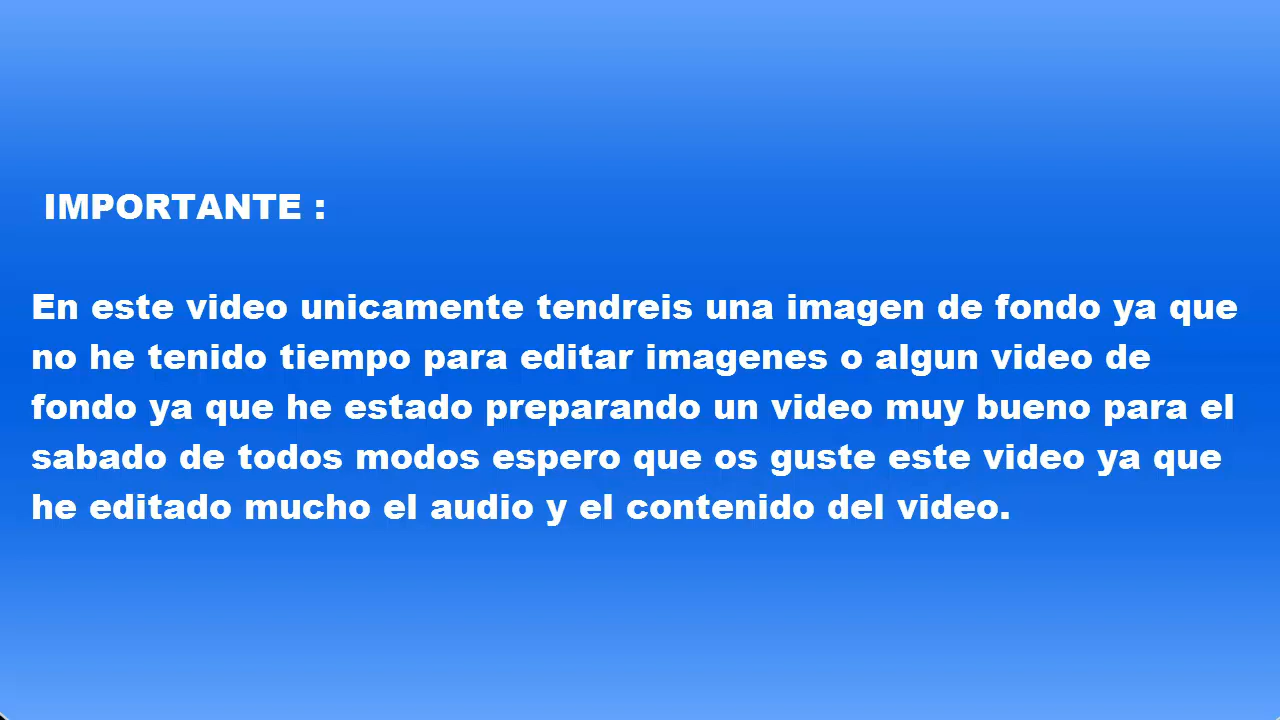 IMPORTANTE :
En este video unicamente tendreis una imagen de fondo ya que
no he tenido tiempo para editar imagenes o algun video de
fondo ya que he estado preparando un video muy bueno para el
sabado de todos modos espero que os guste este video ya que
he editado mucho el audio y el contenido del video.